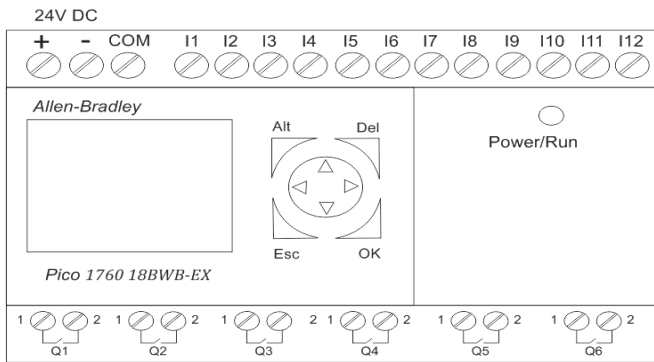 24V DC
+ - COM I1 I2 I3 I4 I5 I6 I7 I8 I9 I10 I11 I12
Allen-Bradley
Alt Del
Power/Run
Esc OK
Pico 1760 18BWB-EX
1 2 1 2 1 2 1 2 1 2 1 2
Q1 Q2 Q3 Q4 Q5 Q6